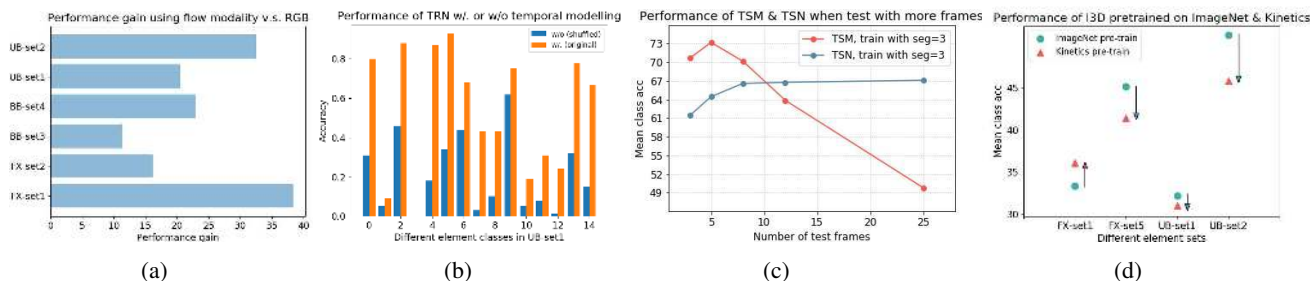 Performance gain using flow modality v.s. RGB
UB-set2
UB-set1
BB-set4
BB-set3
FX-set2
FX-set1
0 5 10 15 20 25 30 35 40
Performance gain
(a)
Performance of TRN w/. or w/o temporal modelling
w/o (shuffled)
w/. (original)
Accuracy
0.8
0.6
0.4
0.2
0.0
0 2 4 6 8 10 12 14
Different element classes in UB-set1
(b)
Performance of TSM & TSN when test with more frames
TSM, train with seg=3
TSN, train with seg=3
Mean class acc
73
70
67
64
61
58
55
52
49
5 10 15 20 25
Number of test frames
(c)
Performance of I3D pretrained on ImageNet & Kinetics
ImageNet pre-train
Kinetics pre-train
Mean class acc
45
40
35
30
FX-set1 FX-set5 UB-set1 UB-set2
Different element sets
(d)